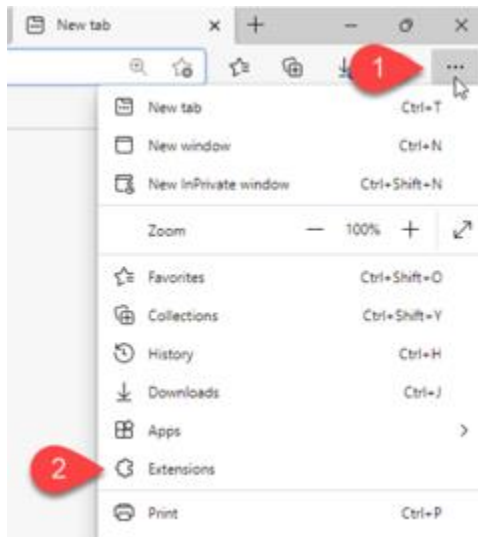 New tab
1
New tab Ctrl+T
New window Ctrl+N
New InPrivate window Ctrl+Shift+N
Zoom 100%
Favorites Ctrl+Shift+O
Collections Ctrl+Shift+Y
History Ctrl+H
Downloads Ctrl+J
Apps
2 Extensions
Print Ctrl+P